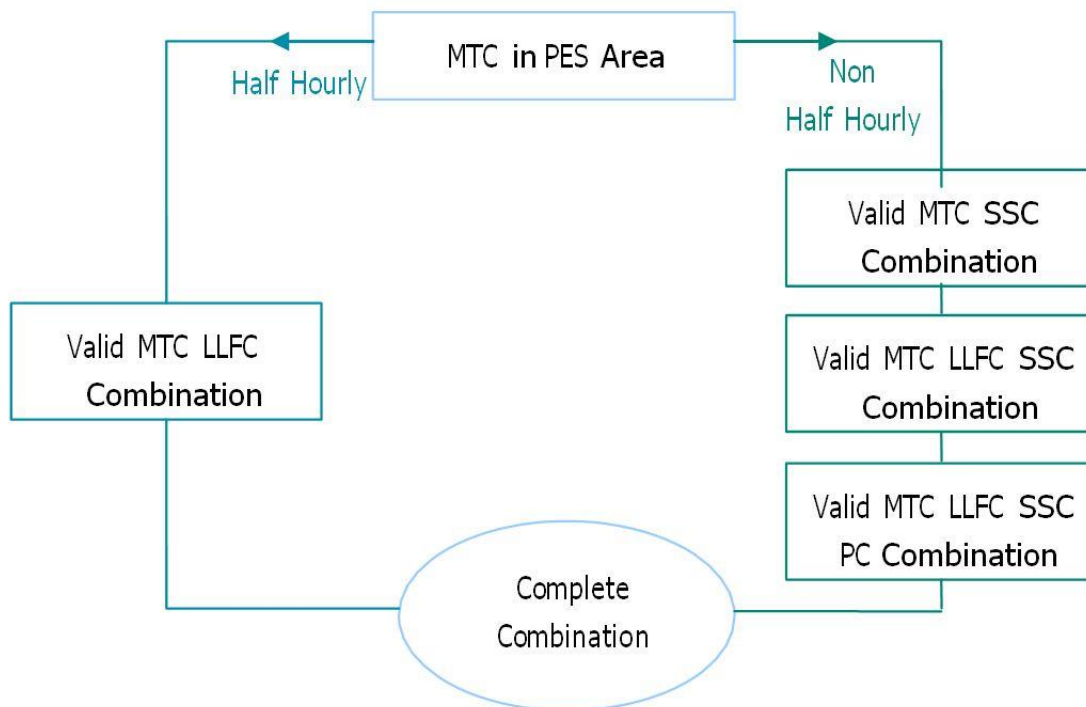 MTC in PES Area
Half Hourly
Non
Half Hourly
Valid MTC SSC
Combination
Valid MTC LLFC
Combination
Valid MTC LLFC SSC
Combination
Valid MTC LLFC SSC
PC Combination
Complete
Combination